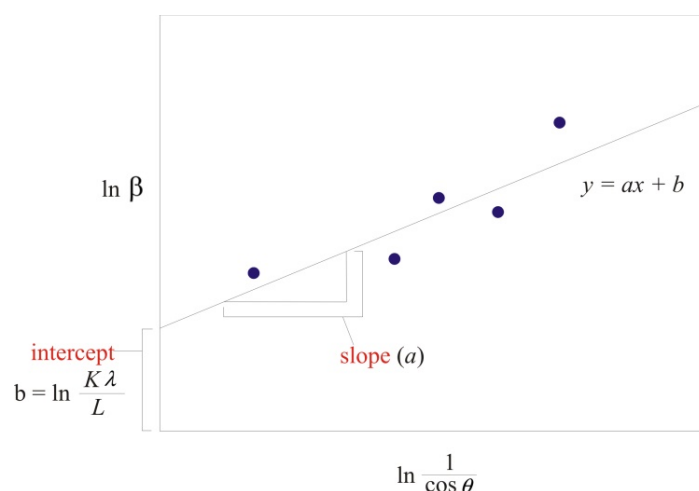 ln β
y = ax + b
intercept
b = ln Kλ/L
slope (a)
ln 1/cos θ